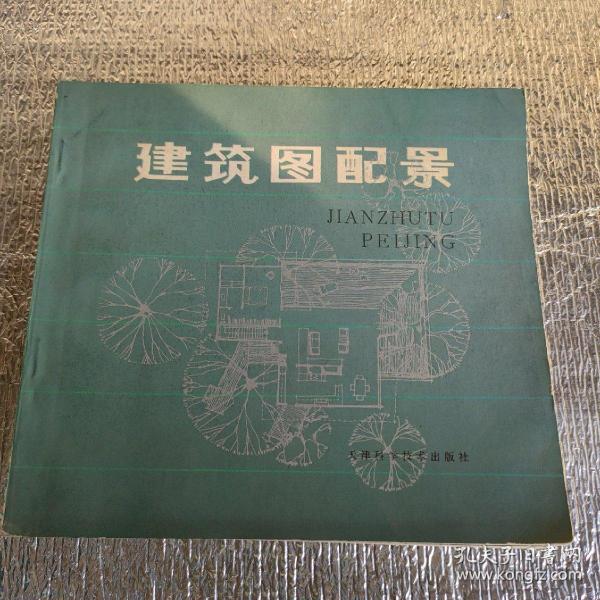 建筑图配景
JIANZHUTU
PEIJING
天津科学技术出版社
孔夫子旧书网
www.kongfz.com